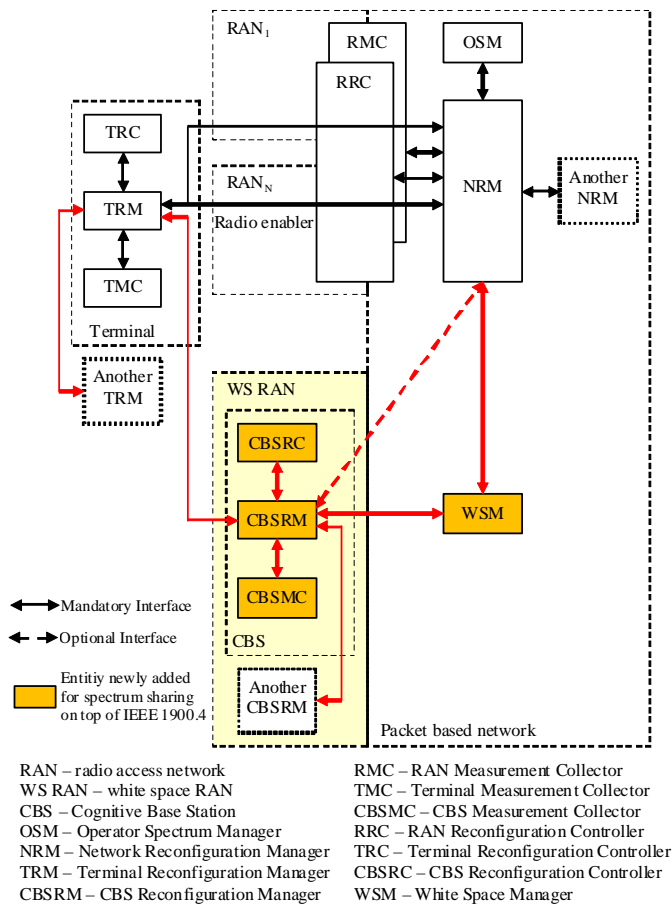 RAN1
RMC
OSM
RRC
TRC
TRM
TMC
Terminal
RANN
Radio enabler
NRM
Another
NRM
Another
TRM
WS RAN
CBSRC
CBSRM
CBSMC
CBS
WSM
Another
CBSRM
Packet based network
Mandatory Interface
Optional Interface
Entitiy newly added
for spectrum sharing
on top of IEEE 1900.4
RAN – radio access network
WS RAN – white space RAN
CBS – Cognitive Base Station
OSM – Operator Spectrum Manager
NRM – Network Reconfiguration Manager
TRM – Terminal Reconfiguration Manager
CBSRM – CBS Reconfiguration Manager
RMC – RAN Measurement Collector
TMC – Terminal Measurement Collector
CBSMC – CBS Measurement Collector
RRC – RAN Reconfiguration Controller
TRC – Terminal Reconfiguration Controller
CBSRC – CBS Reconfiguration Controller
WSM – White Space Manager